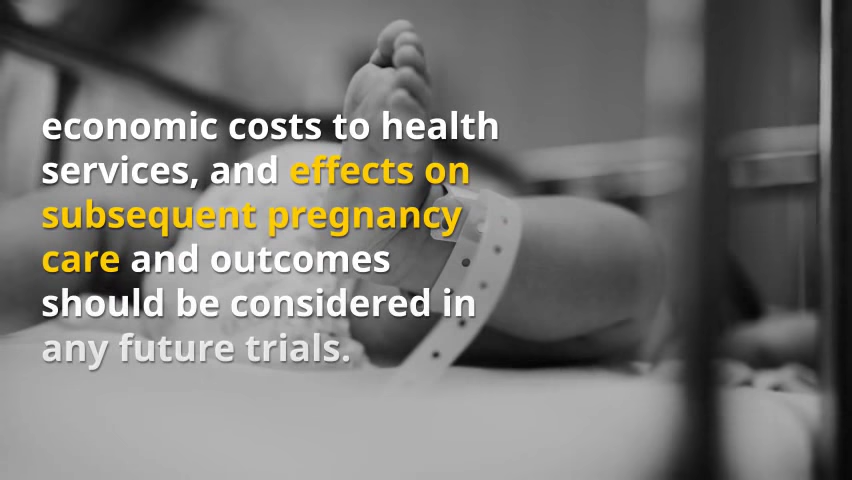 economic costs to health
services, and effects on
subsequent pregnancy
care and outcomes
should be considered in
any future trials.